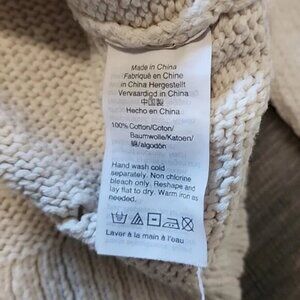 Made in China
Fabriqué en Chine
in China Hergestellt
Vervaardigd in China
中国製
Hecho en China
100% Cotton/Coton/
Baumwolle/Katoen/
綿/algodón
Hand wash cold
separately. Non chlorine
bleach only. Reshape and
lay flat to dry. Warm iron as
needed.
Laver à la main à l'eau